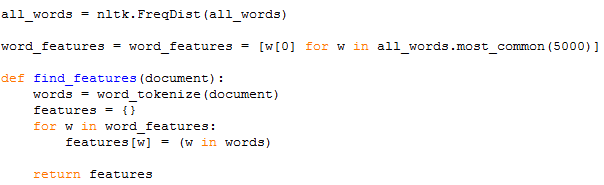 all_words = nltk.FreqDist(all_words)
word_features = word_features = [w[0] for w in all_words.most_common(5000)]
def find_features(document):
    words = word_tokenize(document)
    features = {}
    for w in word_features:
        features[w] = (w in words)
    return features